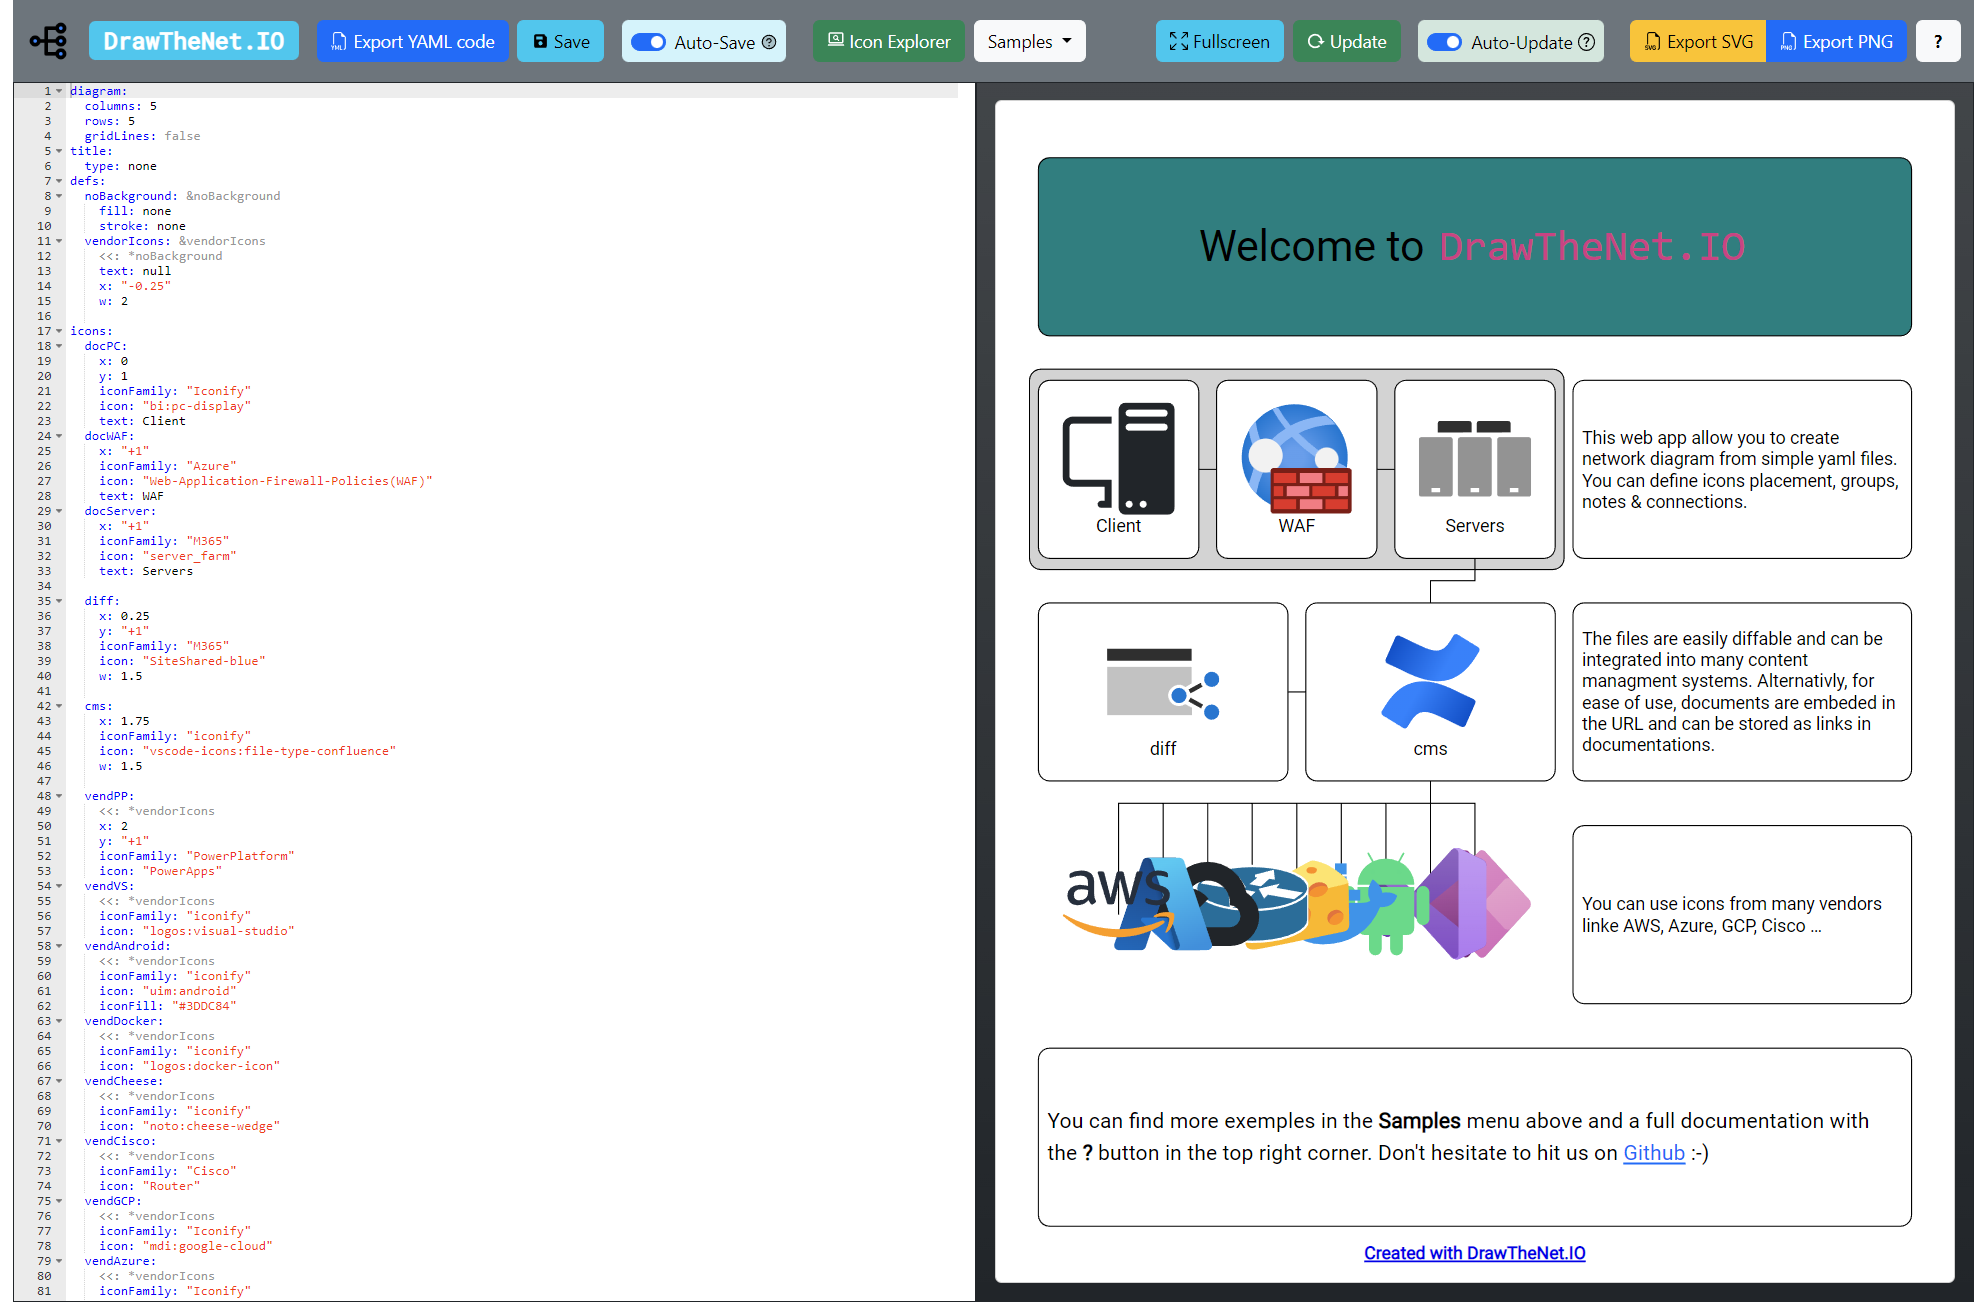 DrawTheNet.IO Export YAML code Save Auto-Save Icon Explorer Samples Fullscreen Update Auto-Update Export SVG Export PNG ?
1 diagram:
2 columns: 5
3 rows: 5
4 gridLines: false
5 title:
6 type: none
7 defs:
8 noBackground: &noBackground
9 fill: none
10 stroke: none
11 vendorIcons: &vendorIcons
12 <<: *noBackground
13 text: null
14 x: "-0.25"
15 w: 2
16
17 icons:
18 docPC:
19 x: 0
20 y: 1
21 iconFamily: "Iconify"
22 icon: "bi:pc-display"
23 text: Client
24 docWAF:
25 x: "+1"
26 iconFamily: "Azure"
27 icon: "Web-Application-Firewall-Policies(WAF)"
28 text: WAF
29 docServer:
30 x: "+1"
31 iconFamily: "M365"
32 icon: "server_farm"
33 text: Servers
34
35 diff:
36 x: 0.25
37 y: "+1"
38 iconFamily: "M365"
39 icon: "SiteShared-blue"
40 w: 1.5
41
42 cms:
43 x: 1.75
44 iconFamily: "iconify"
45 icon: "vscode-icons:file-type-confluence"
46 w: 1.5
47
48 vendPP:
49 <<: *vendorIcons
50 x: 2
51 y: "+1"
52 iconFamily: "PowerPlatform"
53 icon: "PowerApps"
54 vendVS:
55 <<: *vendorIcons
56 iconFamily: "iconify"
57 icon: "logos:visual-studio"
58 vendAndroid:
59 <<: *vendorIcons
60 iconFamily: "iconify"
61 icon: "uim:android"
62 iconFill: "#3DDC84"
63 vendDocker:
64 <<: *vendorIcons
65 iconFamily: "iconify"
66 icon: "logos:docker-icon"
67 vendCheese:
68 <<: *vendorIcons
69 iconFamily: "iconify"
70 icon: "noto:cheese-wedge"
71 vendCisco:
72 <<: *vendorIcons
73 iconFamily: "Cisco"
74 icon: "Router"
75 vendGCP:
76 <<: *vendorIcons
77 iconFamily: "Iconify"
78 icon: "mdi:google-cloud"
79 vendAzure:
80 <<: *vendorIcons
81 iconFamily: "Iconify"
Welcome to DrawTheNet.IO
Client WAF Servers
This web app allow you to create
network diagram from simple yaml files.
You can define icons placement, groups,
notes & connections.
diff cms
The files are easily diffable and can be
integrated into many content
managment systems. Alternativly, for
ease of use, documents are embeded in
the URL and can be stored as links in
documentations.
aws
You can use icons from many vendors
linke AWS, Azure, GCP, Cisco ...
You can find more exemples in the Samples menu above and a full documentation with
the ? button in the top right corner. Don't hesitate to hit us on Github :-)
Created with DrawTheNet.IO